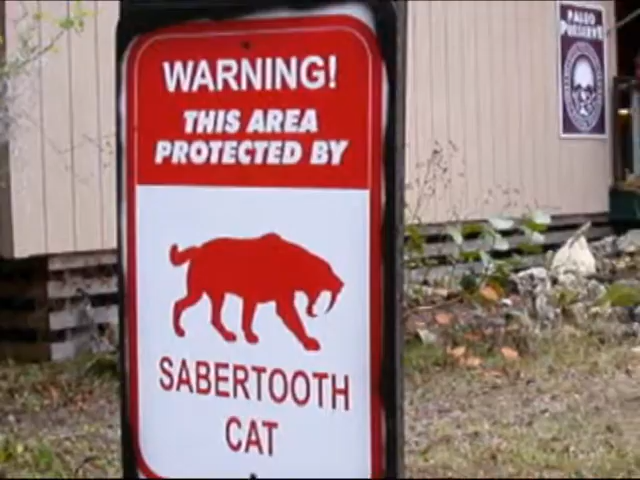 WARNING!
THIS AREA
PROTECTED BY
SABERTOOTH
CAT
PALEO
PRESERVE